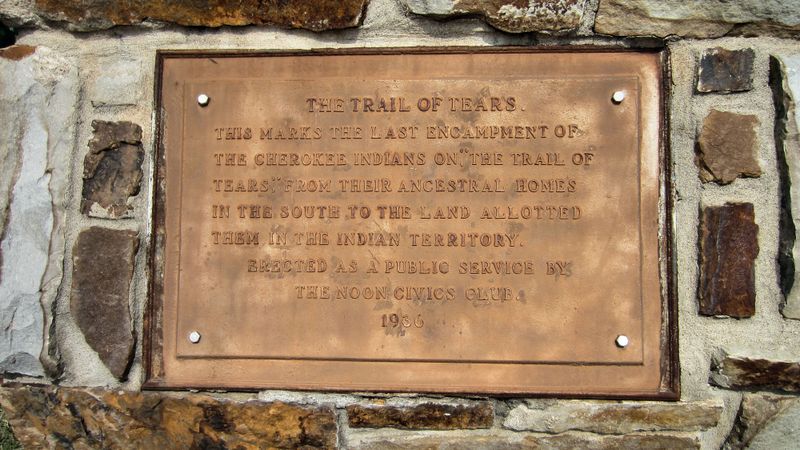 THE TRAIL OF TEARS.
THIS MARKS THE LAST ENCAMPMENT OF
THE CHEROKEE INDIANS ON, "THE TRAIL OF
TEARS," FROM THEIR ANCESTRAL HOMES
IN THE SOUTH TO THE LAND ALLOTTED
THEM IN THE INDIAN TERRITORY.
ERECTED AS A PUBLIC SERVICE BY
THE NOON CIVICS CLUB.
1936